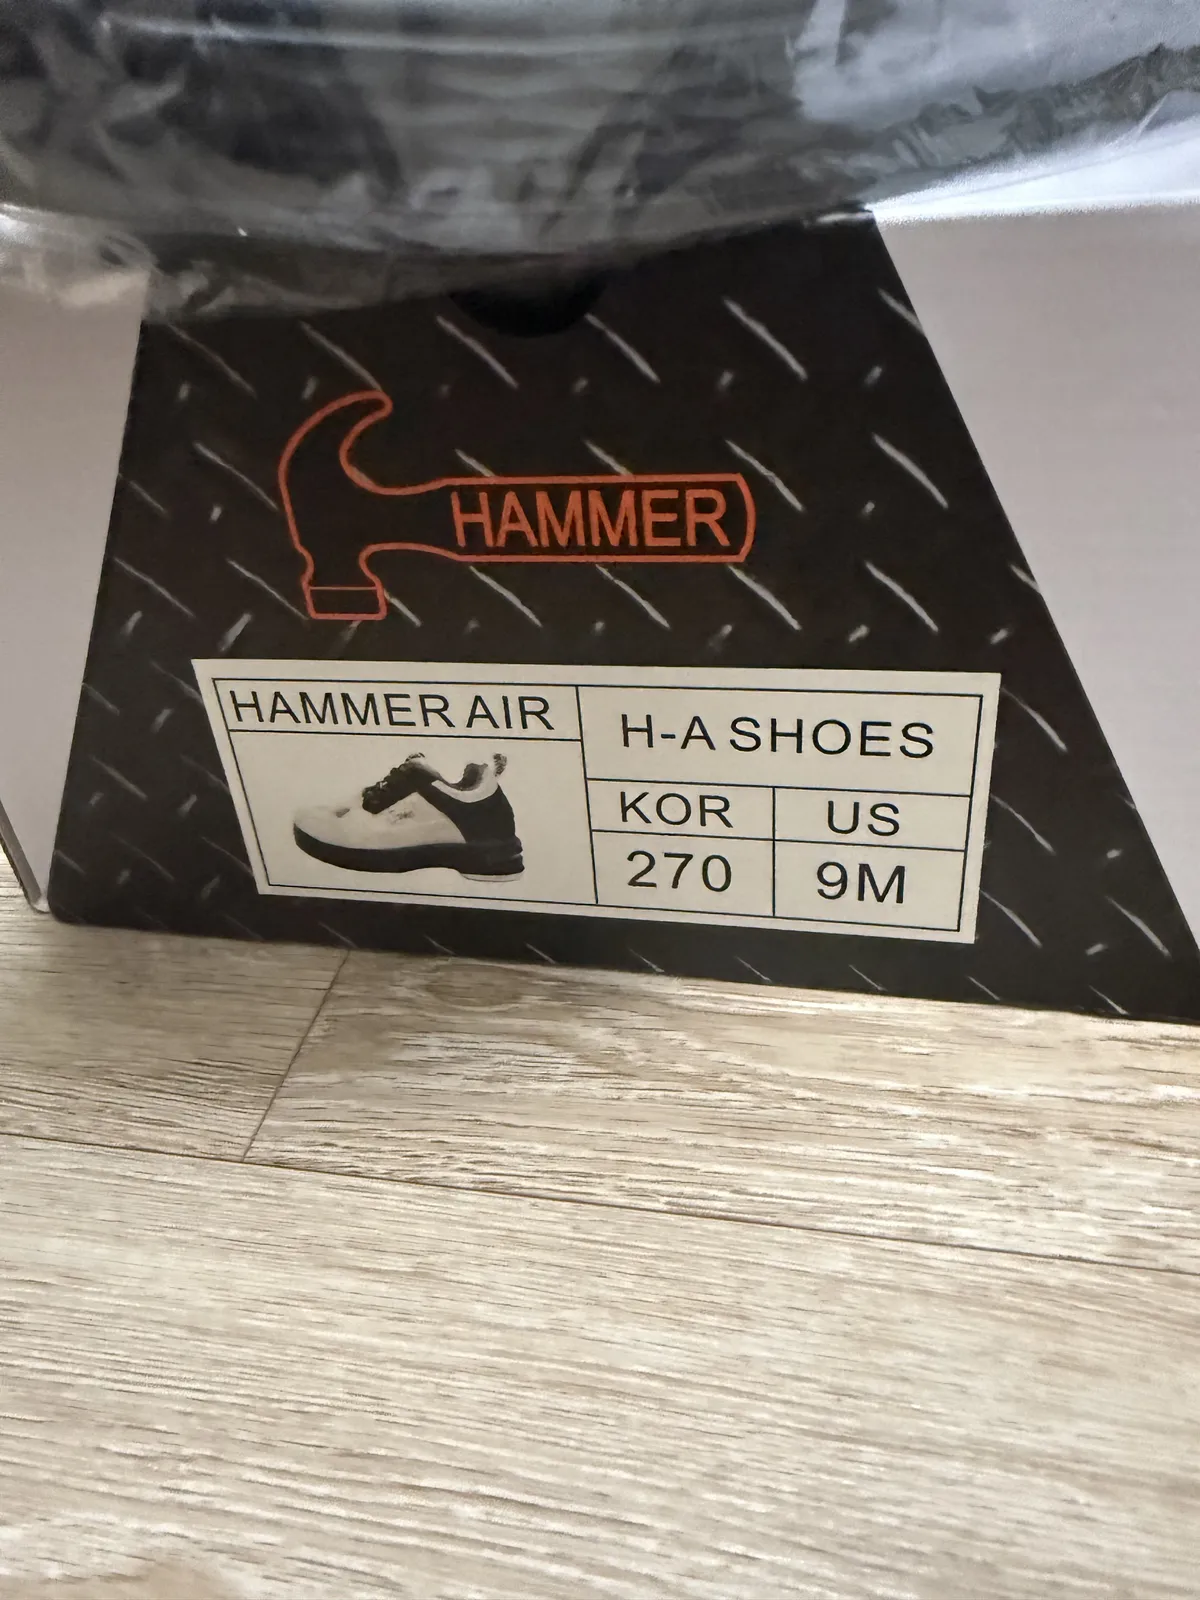 HAMMER
HAMMER AIR
H-A SHOES
KOR
US
270
9M